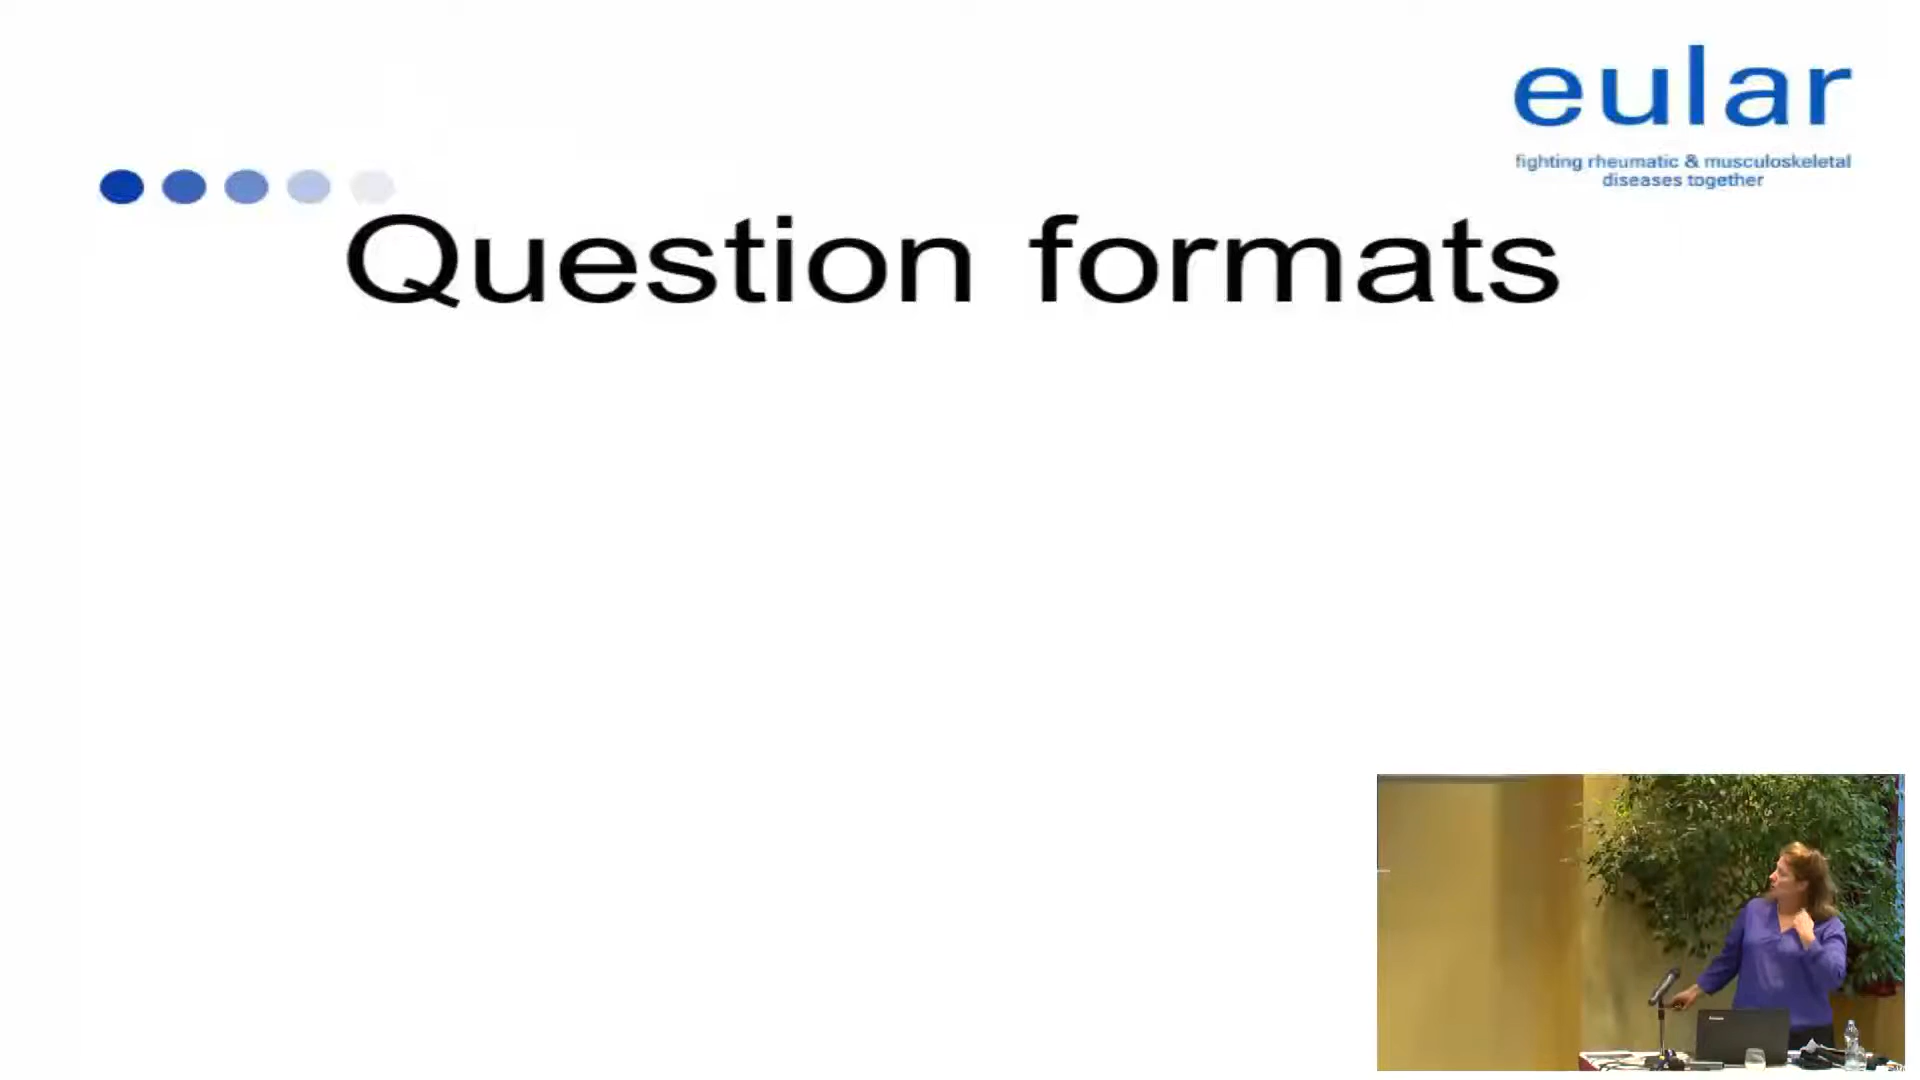 eular
fighting rheumatic & musculoskeletal
diseases together
Question formats